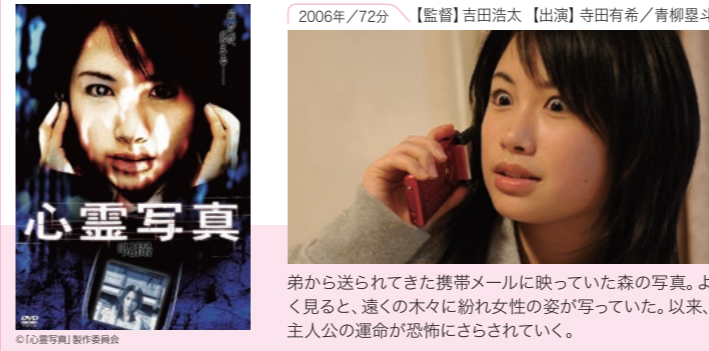 心霊写真
DVD
©「心霊写真」製作委員会
2006年／72分
【監督】吉田浩太 【出演】寺田有希／青柳塁斗
弟から送られてきた携帯メールに映っていた森の写真。よ
く見ると、遠くの木々に紛れ女性の姿が写っていた。以来、
主人公の運命が恐怖にさらされていく。